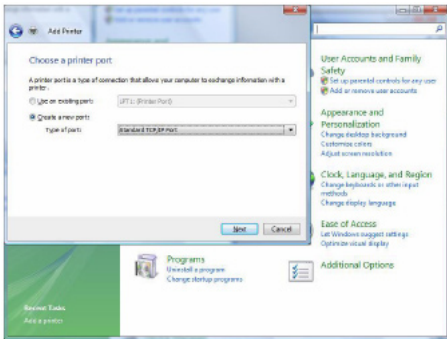 Add Printer
Choose a printer port
A printer port is a type of connection that allows your computer to exchange information with a
printer.
Use an existing port:
LPT1: (Printer Port)
Create a new port:
Type of port:
Standard TCP/IP Port
Next
Cancel
User Accounts and Family
Safety
Set up parental controls for any user
Add or remove user accounts
Appearance and
Personalization
Change desktop background
Customize colors
Adjust screen resolution
Clock, Language, and Region
Change keyboards or other input
methods
Change display language
Ease of Access
Let Windows suggest settings
Optimize visual display
Programs
Uninstall a program
Change startup programs
Additional Options
Recent Tasks
Add a printer